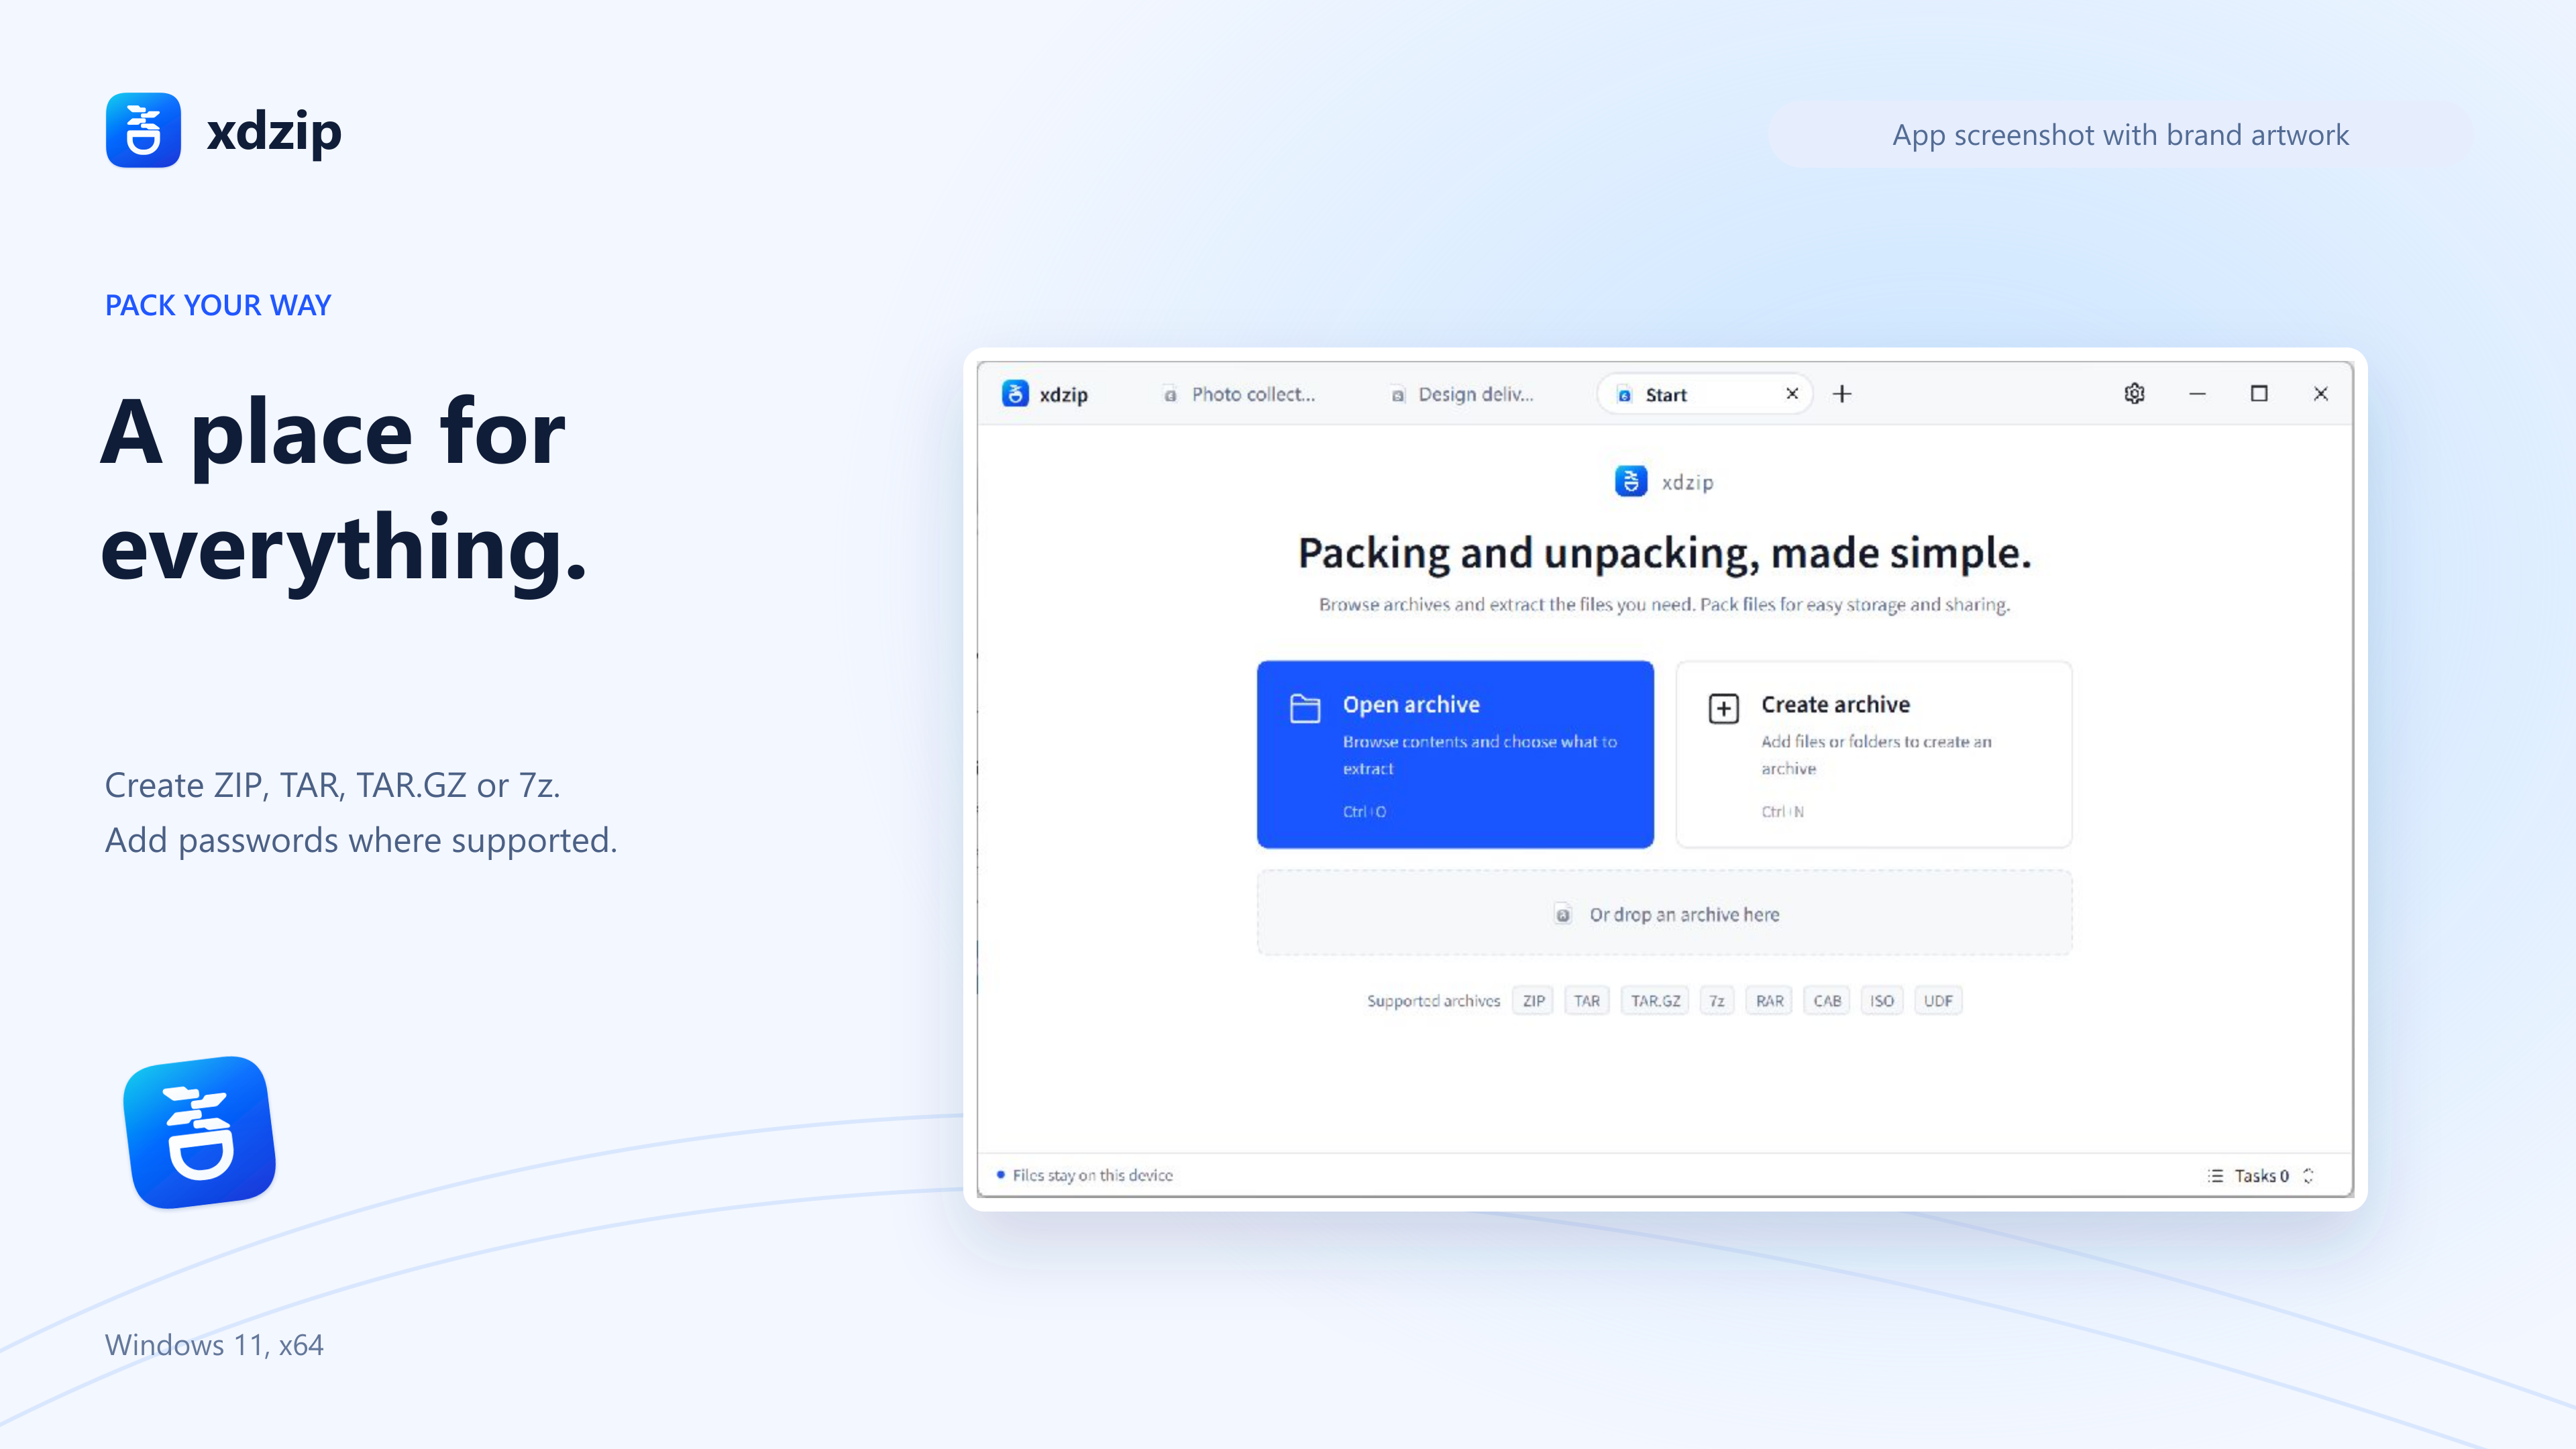 xdzip
App screenshot with brand artwork
PACK YOUR WAY
A place for
everything.
Create ZIP, TAR, TAR.GZ or 7z.
Add passwords where supported.
Windows 11, x64
xdzip
Photo collect...
Design deliv...
Start
xdzip
Packing and unpacking, made simple.
Browse archives and extract the files you need. Pack files for easy storage and sharing.
Open archive
Browse contents and choose what to
extract
Ctrl+O
Create archive
Add files or folders to create an
archive
Ctrl+N
Or drop an archive here
Supported archives ZIP TAR TAR.GZ 7z RAR CAB ISO UDF
Files stay on this device
Tasks 0